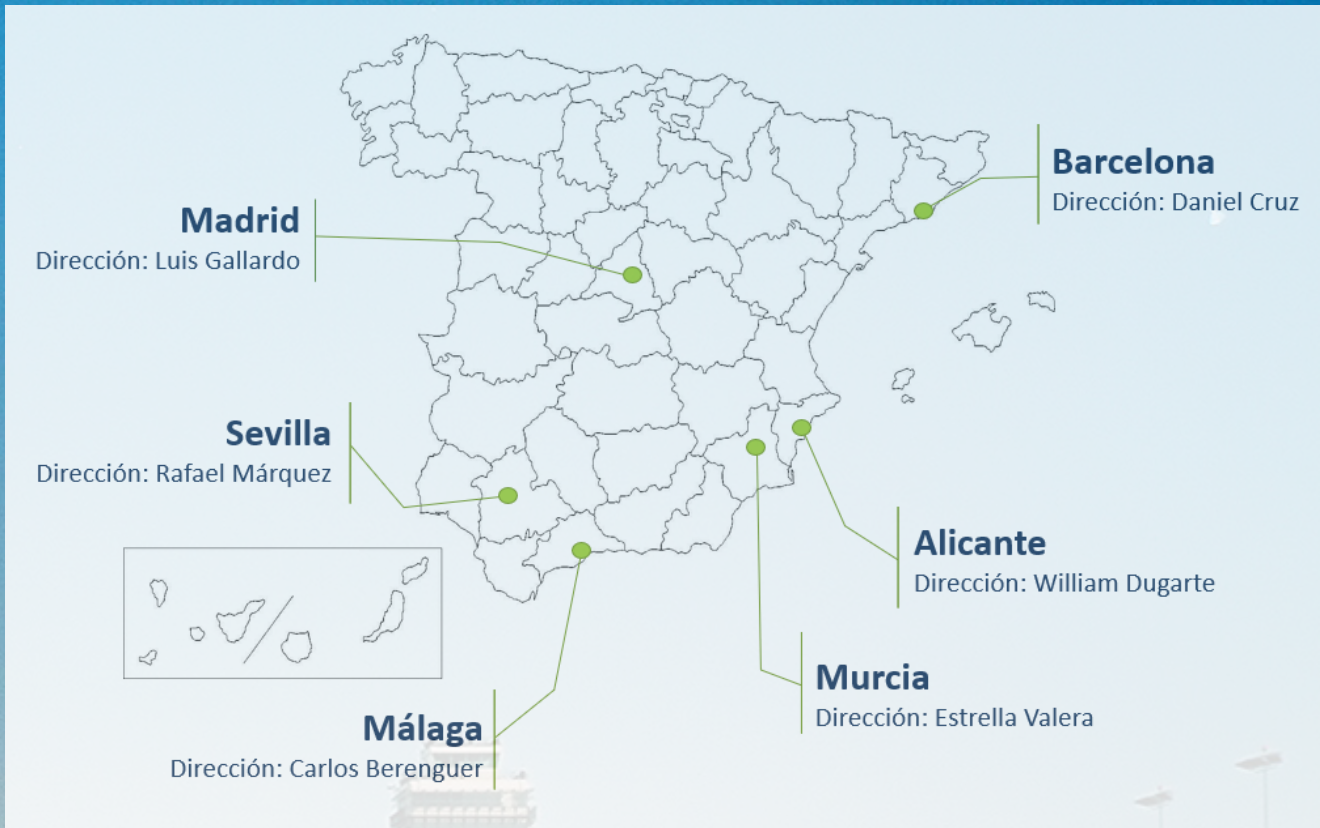 Barcelona
Dirección: Daniel Cruz
Madrid
Dirección: Luis Gallardo
Sevilla
Dirección: Rafael Márquez
Alicante
Dirección: William Dugarte
Murcia
Dirección: Estrella Valera
Málaga
Dirección: Carlos Berenguer